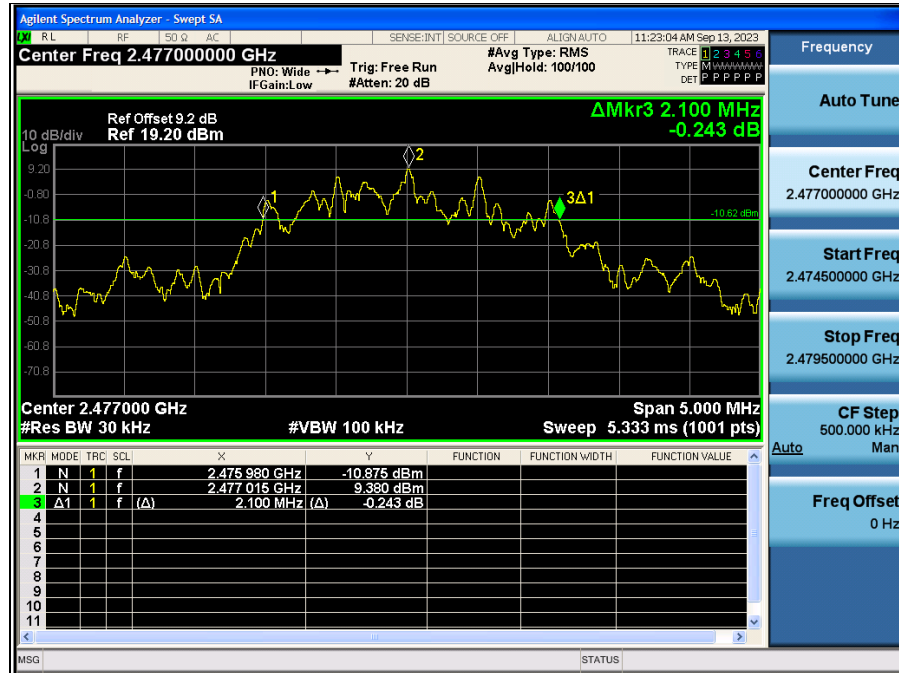 Agilent Spectrum Analyzer - Swept SA
LXI RL RF 50 Ω AC SENSE:INT SOURCE OFF ALIGN AUTO 11:23:04 AM Sep 13, 2023
Center Freq 2.477000000 GHz
PNO: Wide
IFGain:Low
Trig: Free Run
#Atten: 20 dB
#Avg Type: RMS
Avg|Hold: 100/100
TRACE 1 2 3 4 5 6
TYPE M
DET P P P P P P
ΔMkr3 2.100 MHz
-0.243 dB
Ref Offset 9.2 dB
10 dB/div Ref 19.20 dBm
Log
9.20
-0.80
-10.8
-20.8
-30.8
-40.8
-50.8
-60.8
-70.8
1
2
3Δ1
-10.62 dBm
Center 2.477000 GHz Span 5.000 MHz
#Res BW 30 kHz #VBW 100 kHz Sweep 5.333 ms (1001 pts)
MKR MODE TRC SCL X Y FUNCTION FUNCTION WIDTH FUNCTION VALUE
1 N 1 f 2.475 980 GHz -10.875 dBm
2 N 1 f 2.477 015 GHz 9.380 dBm
3 Δ1 1 f (Δ) 2.100 MHz (Δ) -0.243 dB
4
5
6
7
8
9
10
11
MSG STATUS
Frequency
Auto Tune
Center Freq
2.477000000 GHz
Start Freq
2.474500000 GHz
Stop Freq
2.479500000 GHz
CF Step
500.000 kHz
Auto Man
Freq Offset
0 Hz